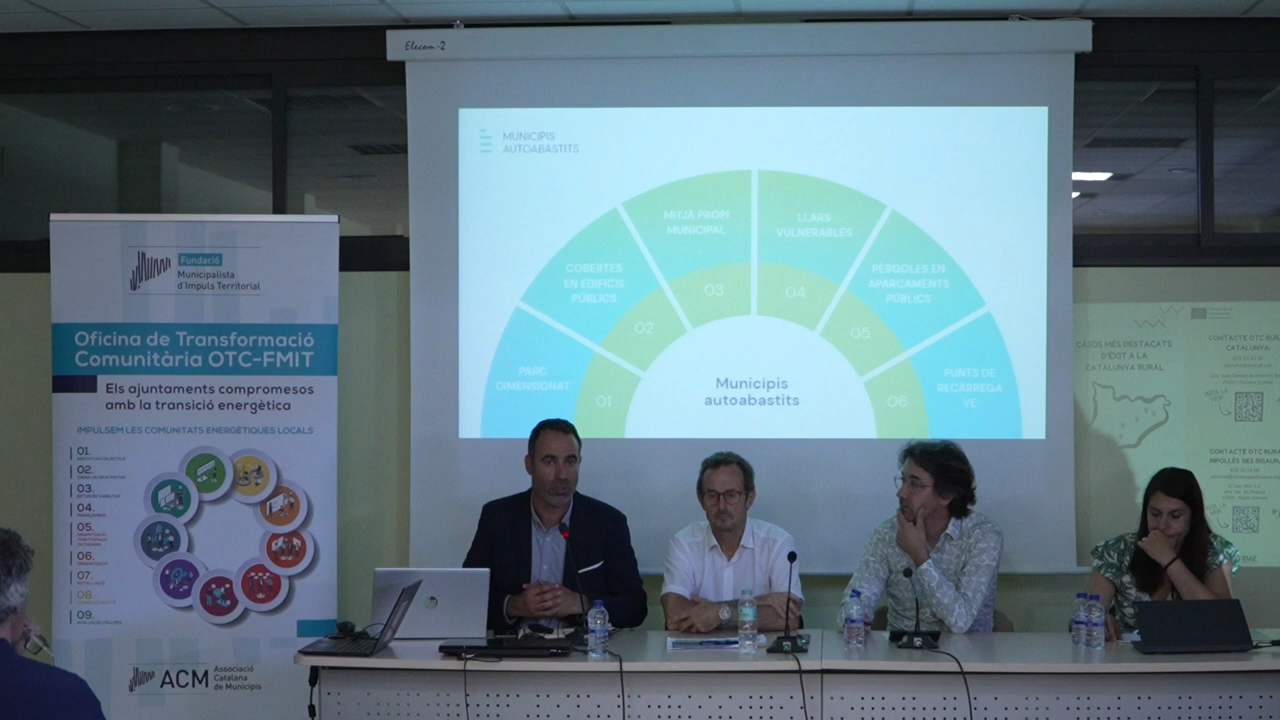 Elecom-2
MUNICIPIS
AUTOABASTITS
PARC
DIMENSIONAT
01
COBERTES
EN EDIFICIS
PÚBLICS
02
MITJÀ PROPI
MUNICIPAL
03
LLARS
VULNERABLES
04
PÈRGOLES EN
APARCAMENTS
PÚBLICS
05
PUNTS DE
RECÀRREGA
VE
06
Municipis
autoabastits
Fundació
Municipalista
d'Impuls Territorial
Oficina de Transformació
Comunitària OTC-FMIT
Els ajuntaments compromesos
amb la transició energètica
IMPULSEM LES COMUNITATS ENERGÈTIQUES LOCALS
01.
02.
03.
04.
05.
06.
07.
08.
09.
ACM
Associació
Catalana
de Municipis
CASOS MÉS DESTACATS
D'ÈXIT A LA
CATALUNYA RURAL
CONTACTE OTC RURAL
CATALUNYA:
CONTACTE OTC RURAL